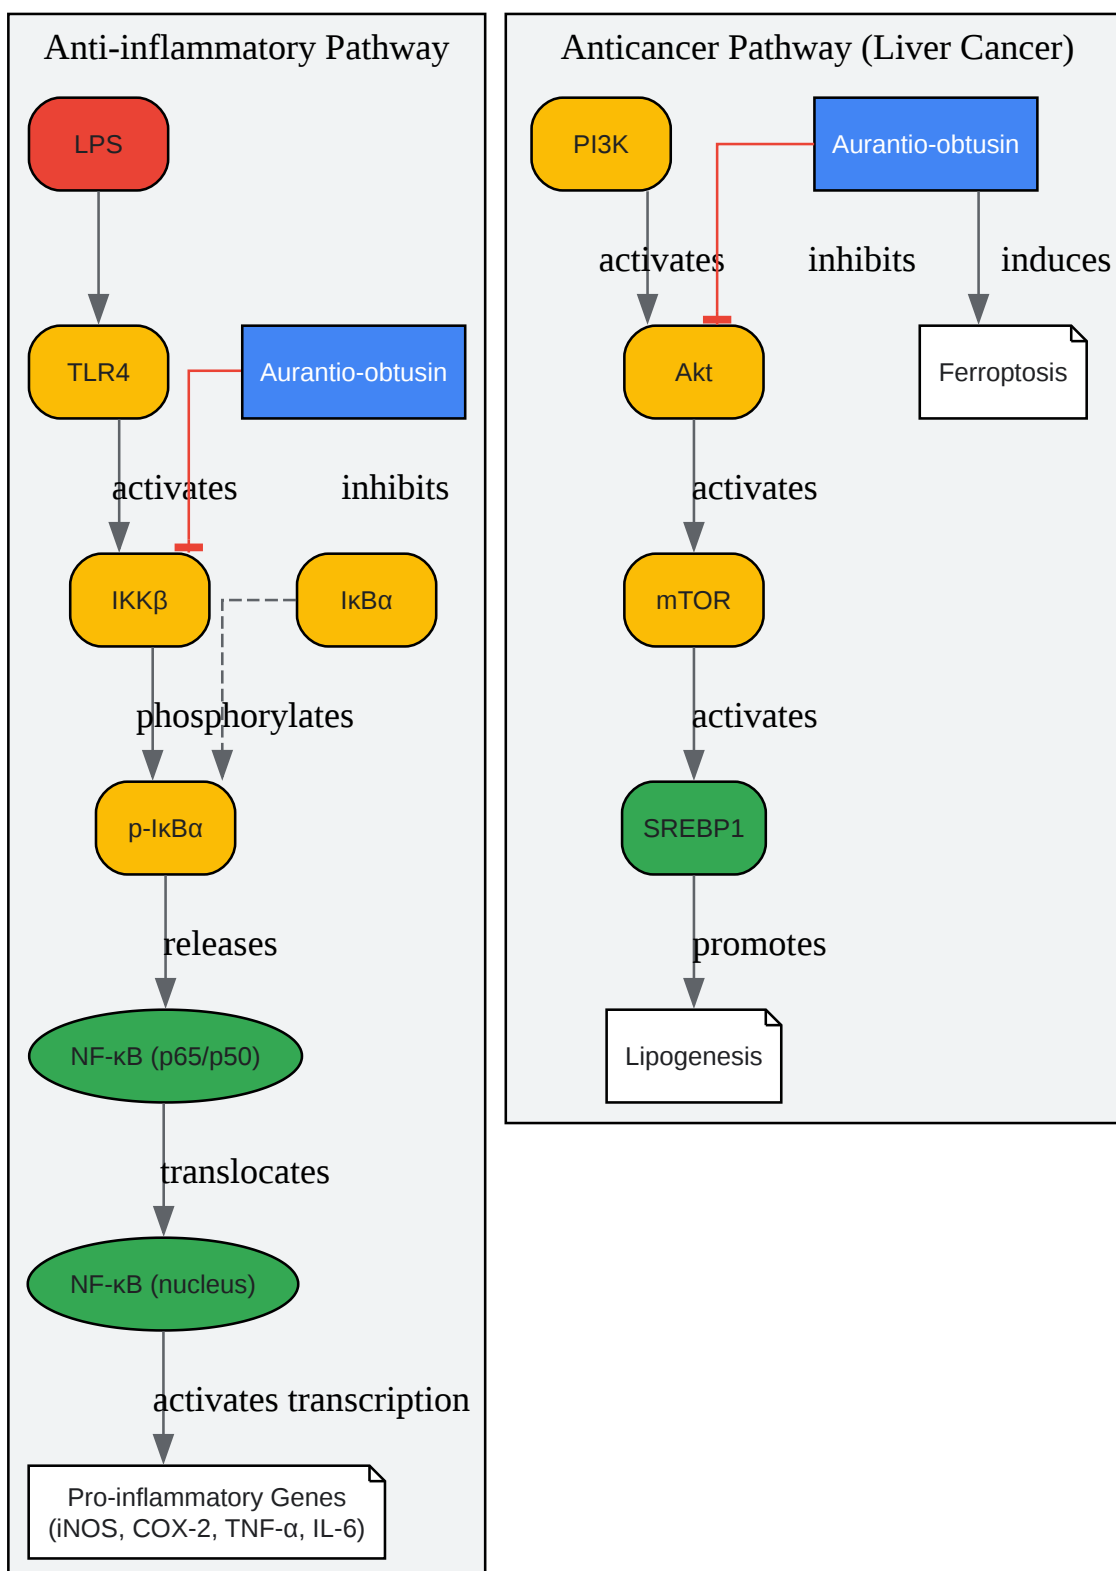 Anti-inflammatory Pathway
LPS
TLR4
Aurantio-obtusin
activates
inhibits
IKKβ
IκBα
phosphorylates
p-IκBα
releases
NF-κB (p65/p50)
translocates
NF-κB (nucleus)
activates transcription
Pro-inflammatory Genes
(iNOS, COX-2, TNF-α, IL-6)
Anticancer Pathway (Liver Cancer)
PI3K
Aurantio-obtusin
activates
inhibits
induces
Akt
Ferroptosis
activates
mTOR
activates
SREBP1
promotes
Lipogenesis